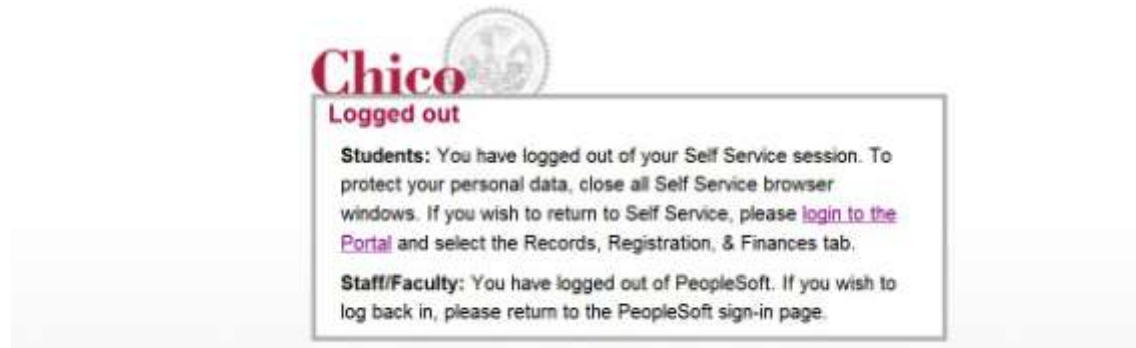 Chico
Logged out
Students: You have logged out of your Self Service session. To
protect your personal data, close all Self Service browser
windows. If you wish to return to Self Service, please login to the
Portal and select the Records, Registration, & Finances tab.
Staff/Faculty: You have logged out of PeopleSoft. If you wish to
log back in, please return to the PeopleSoft sign-in page.